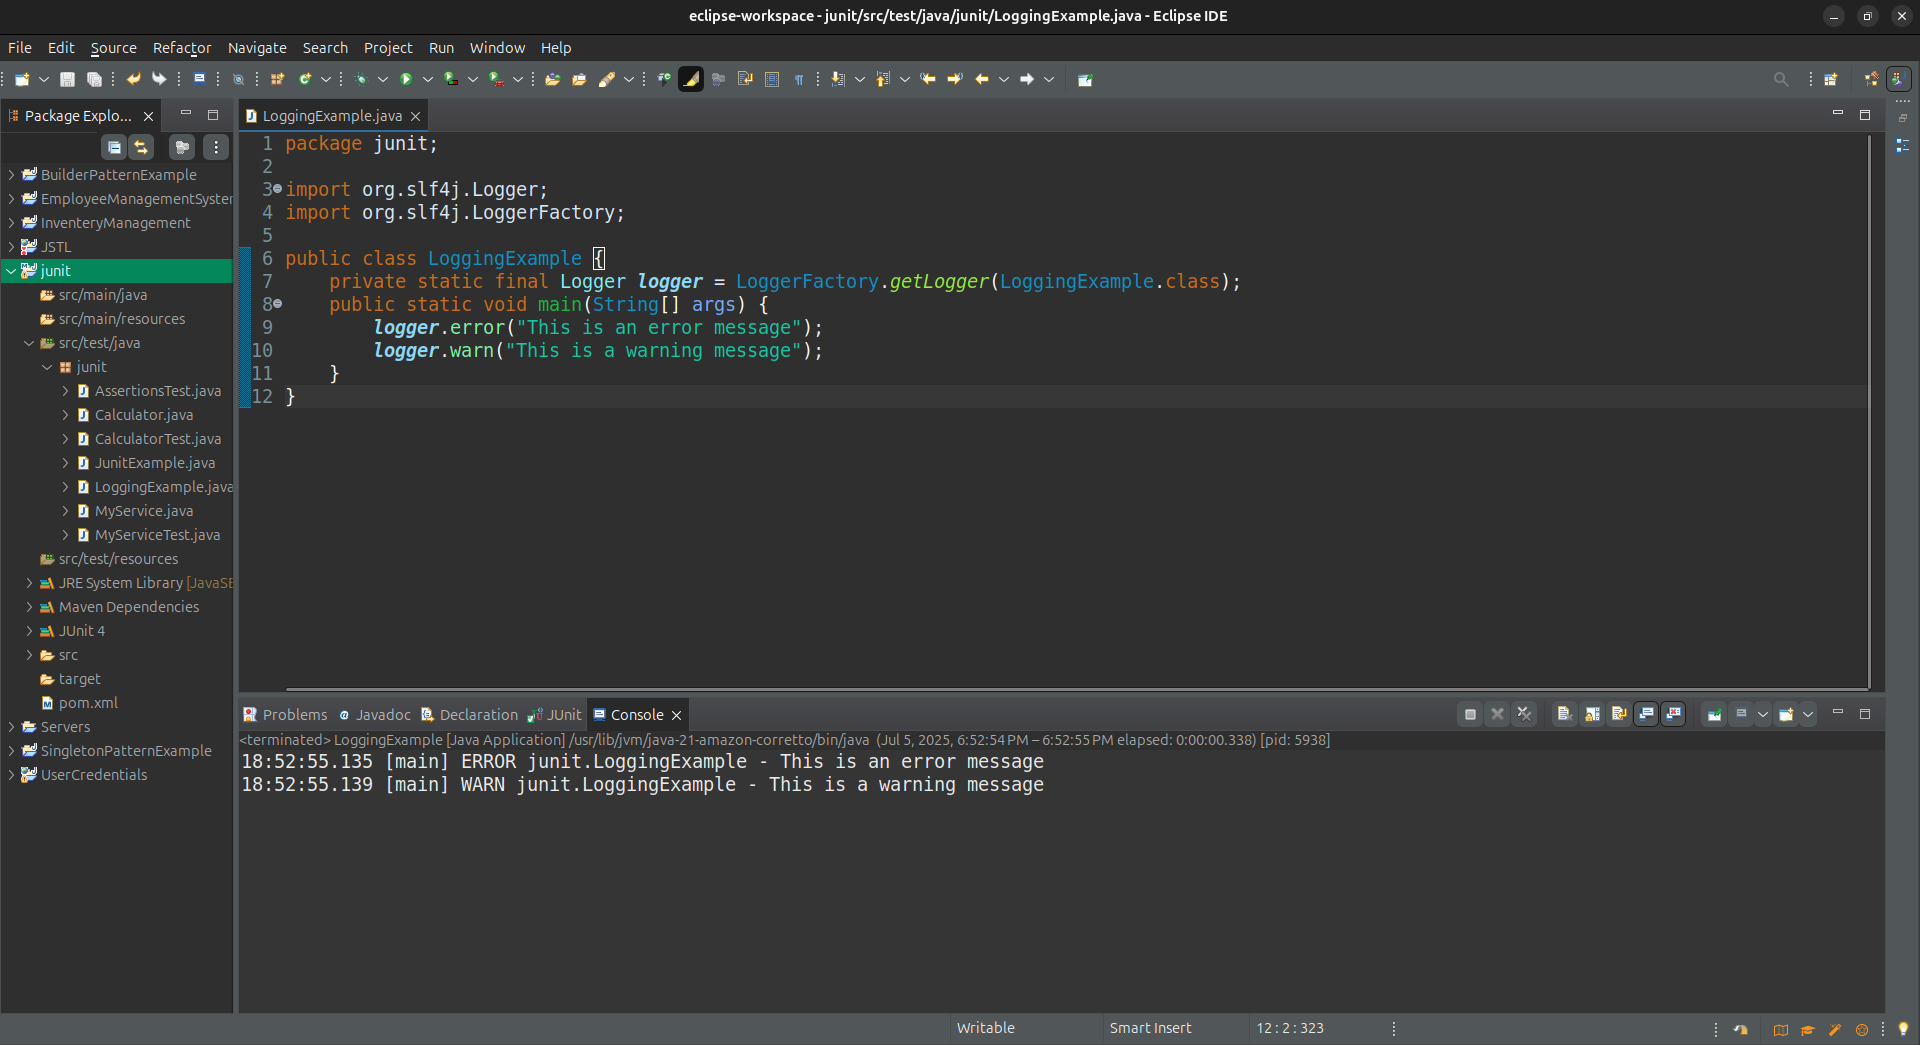 eclipse-workspace - junit/src/test/java/junit/LoggingExample.java - Eclipse IDE
File Edit Source Refactor Navigate Search Project Run Window Help
Package Explo...
BuilderPatternExample
EmployeeManagementSyster
InventeryManagement
JSTL
junit
src/main/java
src/main/resources
src/test/java
junit
AssertionsTest.java
Calculator.java
CalculatorTest.java
JunitExample.java
LoggingExample.java
MyService.java
MyServiceTest.java
src/test/resources
JRE System Library [JavaSE
Maven Dependencies
JUnit 4
src
target
pom.xml
Servers
SingletonPatternExample
UserCredentials
LoggingExample.java
1 package junit;
2
3 import org.slf4j.Logger;
4 import org.slf4j.LoggerFactory;
5
6 public class LoggingExample {
7     private static final Logger logger = LoggerFactory.getLogger(LoggingExample.class);
8     public static void main(String[] args) {
9         logger.error("This is an error message");
10         logger.warn("This is a warning message");
11     }
12 }
Problems Javadoc Declaration JUnit Console
<terminated> LoggingExample [Java Application] /usr/lib/jvm/java-21-amazon-corretto/bin/java (Jul 5, 2025, 6:52:54 PM – 6:52:55 PM elapsed: 0:00:00.338) [pid: 5938]
18:52:55.135 [main] ERROR junit.LoggingExample - This is an error message
18:52:55.139 [main] WARN junit.LoggingExample - This is a warning message
Writable Smart Insert 12 : 2 : 323